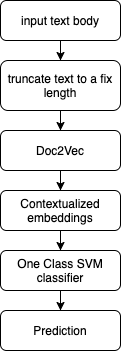 input text body
truncate text to a fix
length
Doc2Vec
Contextualized
embeddings
One Class SVM
classifier
Prediction